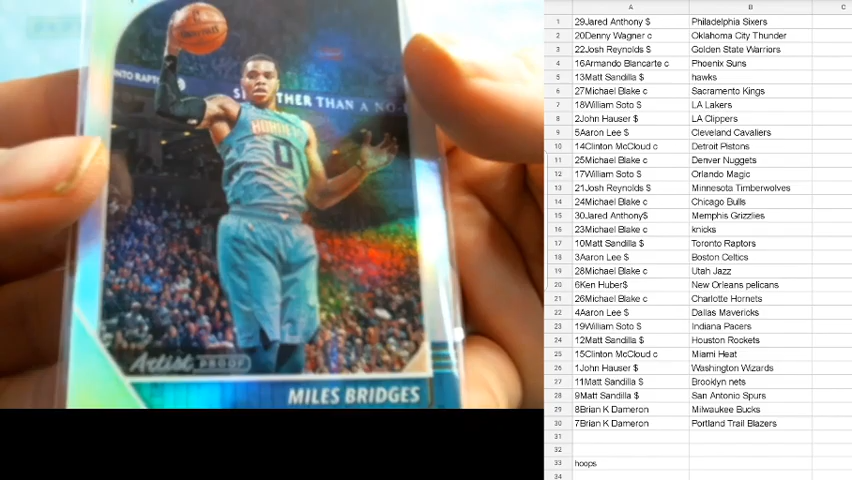 NTO RAPTO
S THER THAN A NO-
HORNETS
0
Artist PROOF
MILES BRIDGES
A B C
1 29Jared Anthony $ Philadelphia Sixers
2 20Denny Wagner c Oklahoma City Thunder
3 22Josh Reynolds $ Golden State Warriors
4 16Armando Blancarte c Phoenix Suns
5 13Matt Sandilla $ hawks
6 27Michael Blake c Sacramento Kings
7 18William Soto $ LA Lakers
8 2John Hauser $ LA Clippers
9 5Aaron Lee $ Cleveland Cavaliers
10 14Clinton McCloud c Detroit Pistons
11 25Michael Blake c Denver Nuggets
12 17William Soto $ Orlando Magic
13 21Josh Reynolds $ Minnesota Timberwolves
14 24Michael Blake c Chicago Bulls
15 30Jared Anthony$ Memphis Grizzlies
16 23Michael Blake c knicks
17 10Matt Sandilla $ Toronto Raptors
18 3Aaron Lee $ Boston Celtics
19 28Michael Blake c Utah Jazz
20 6Ken Huber$ New Orleans pelicans
21 26Michael Blake c Charlotte Hornets
22 4Aaron Lee $ Dallas Mavericks
23 19William Soto $ Indiana Pacers
24 12Matt Sandilla $ Houston Rockets
25 15Clinton McCloud c Miami Heat
26 1John Hauser $ Washington Wizards
27 11Matt Sandilla $ Brooklyn nets
28 9Matt Sandilla $ San Antonio Spurs
29 8Brian K Dameron Milwaukee Bucks
30 7Brian K Dameron Portland Trail Blazers
31
32
33 hoops
34